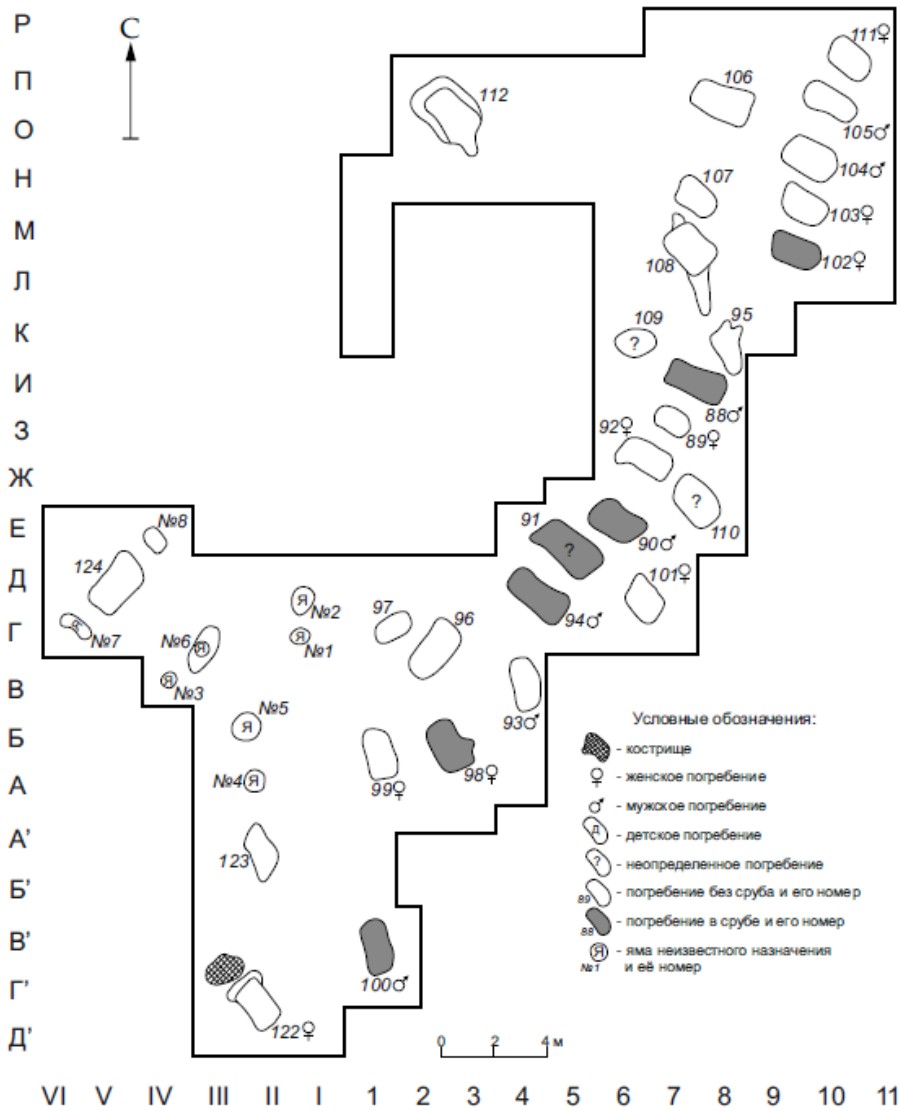 Р
С
111♀
П
106
112
О
105♂
104♂
Н
107
103♀
М
102♀
108
Л
109
95
К
?
И
88♂
З
92♀
89♀
Ж
?
№8
Е
91
90♂
110
?
124
101♀
Д
Я
№2
97
96
94♂
Г
Я
№7
№6
Я
Я
№1
В
Я
№3
93♂
№5
Я
Б
№4
Я
99♀
98♀
А
А'
123
Б'
В'
100♂
Г'
122♀
Д'
Условные обозначения:
- кострище
♀ - женское погребение
♂ - мужское погребение
Д - детское погребение
? - неопределенное погребение
89 - погребение без сруба и его номер
88 - погребение в срубе и его номер
Я - яма неизвестного назначения
№1 и её номер
0 2 4 м
VI V IV III II I 1 2 3 4 5 6 7 8 9 10 11